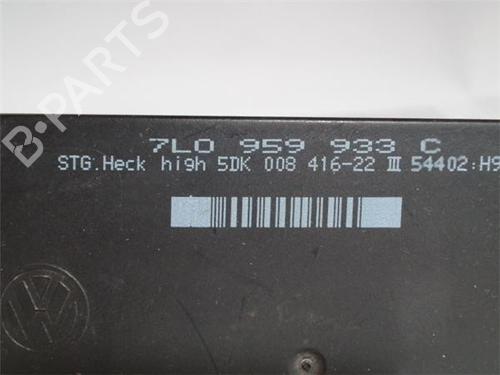 7L0 959 933 C
STG.Heck high 5DK 008 416-22 III 54402:H9
B-PARTS